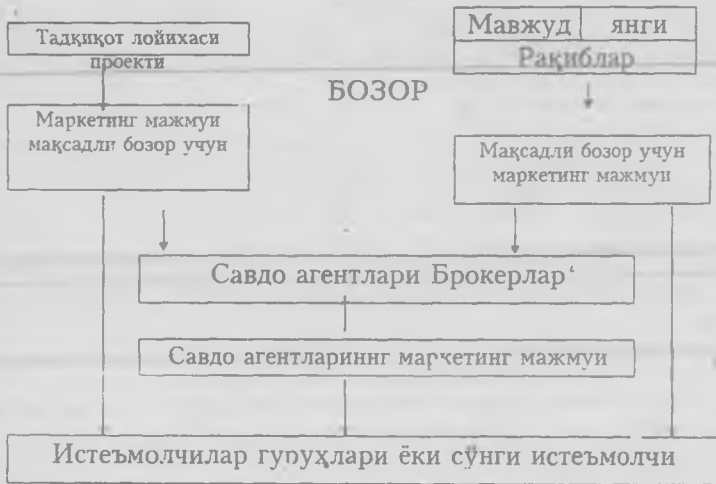 Тадқиқот лойихаси
проекти
Мавжуд янги
Рақиблар
БОЗОР
Маркетинг мажмуи
мақсадли бозор учун
Мақсадли бозор учун
маркетинг мажмуи
Савдо агентлари Брокерлар
Савдо агентларининг маркетинг мажмуи
Истеъмолчилар гуруҳлари ёки сўнги истеъмолчи